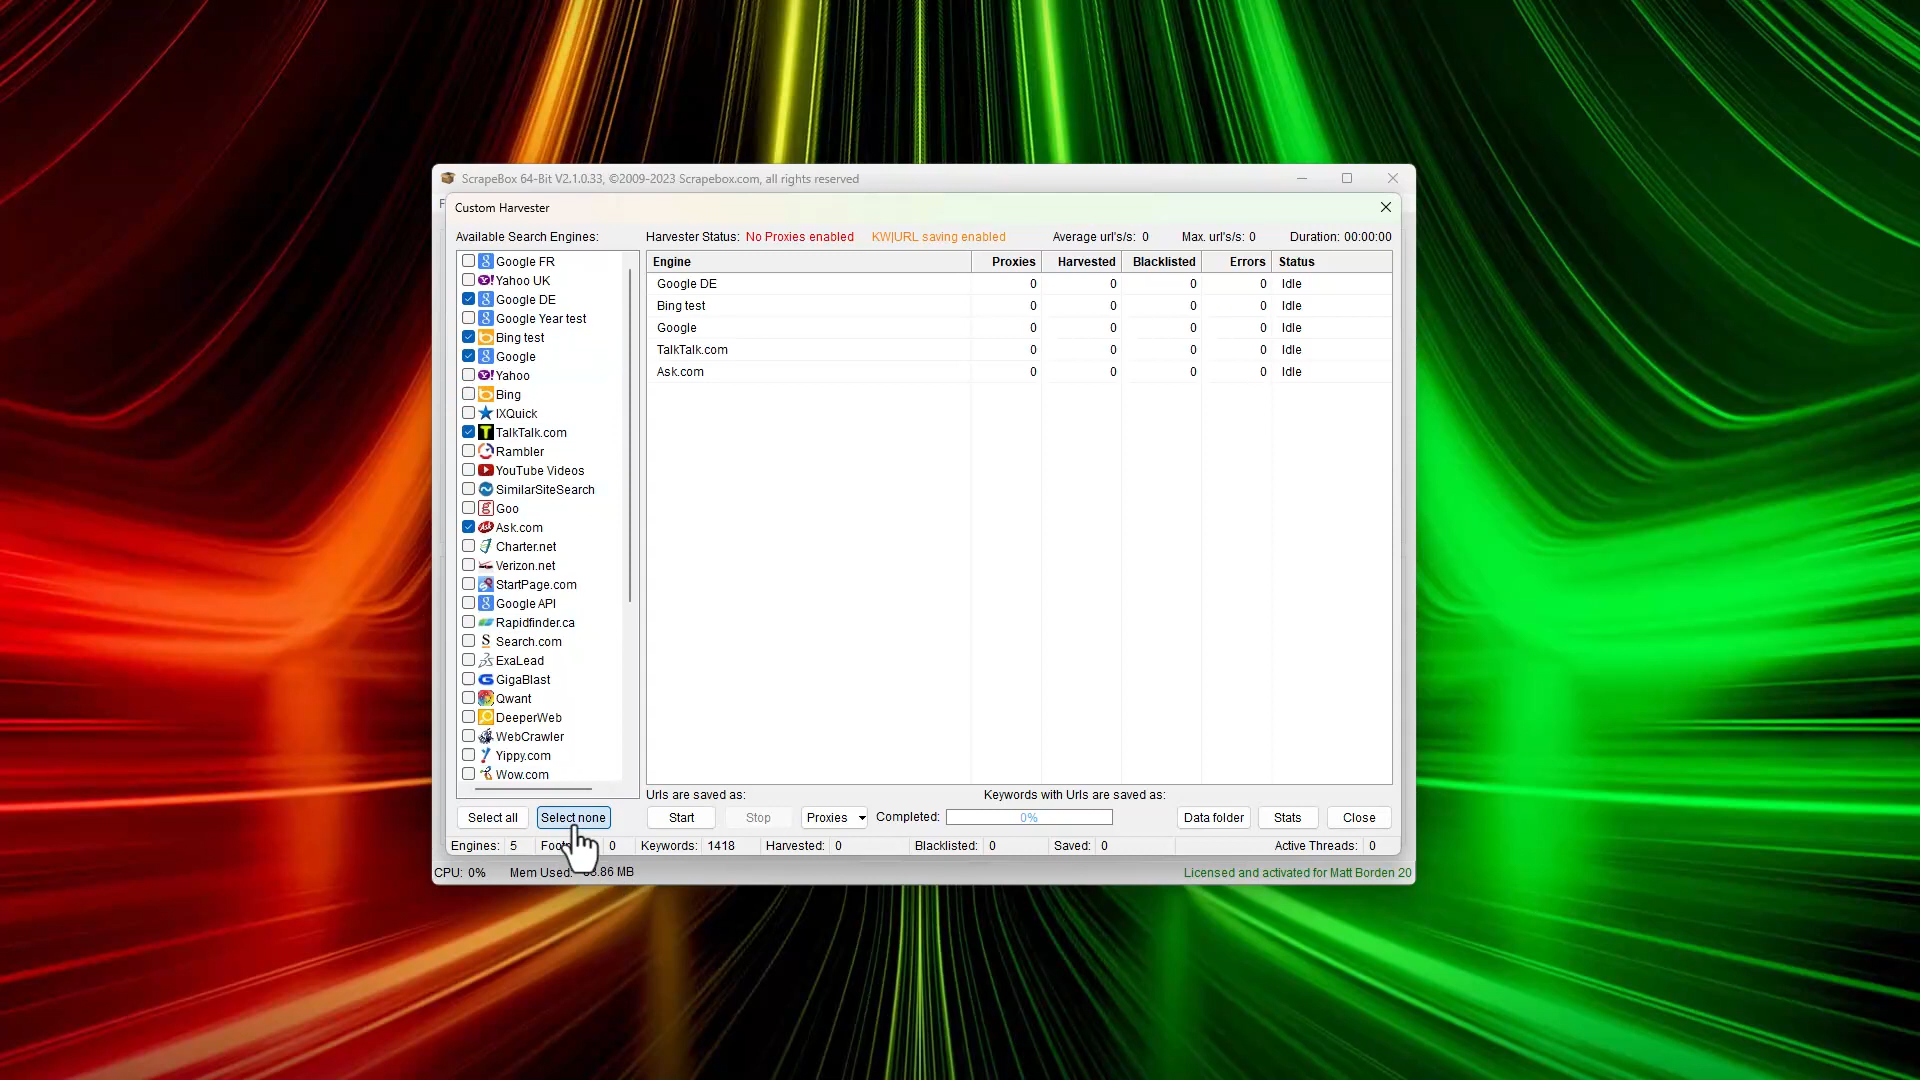 ScrapeBox 64-Bit V2.1.0.33, ©2009-2023 Scrapebox.com, all rights reserved
Custom Harvester
Available Search Engines:
Harvester Status: No Proxies enabled KW|URL saving enabled Average url's/s: 0 Max. url's/s: 0 Duration: 00:00:00
Google FR
Yahoo UK
Google DE
Google Year test
Bing test
Google
Yahoo
Bing
IXQuick
TalkTalk.com
Rambler
YouTube Videos
SimilarSiteSearch
Goo
Ask.com
Charter.net
Verizon.net
StartPage.com
Google API
Rapidfinder.ca
Search.com
ExaLead
GigaBlast
Qwant
DeeperWeb
WebCrawler
Yippy.com
Wow.com
Engine Proxies Harvested Blacklisted Errors Status
Google DE 0 0 0 0 Idle
Bing test 0 0 0 0 Idle
Google 0 0 0 0 Idle
TalkTalk.com 0 0 0 0 Idle
Ask.com 0 0 0 0 Idle
Urls are saved as: Keywords with Urls are saved as:
Select all Select none Start Stop Proxies Completed: 0% Data folder Stats Close
Engines: 5 0 Keywords: 1418 Harvested: 0 Blacklisted: 0 Saved: 0 Active Threads: 0
CPU: 0% Mem Used: MB Licensed and activated for Matt Borden 20